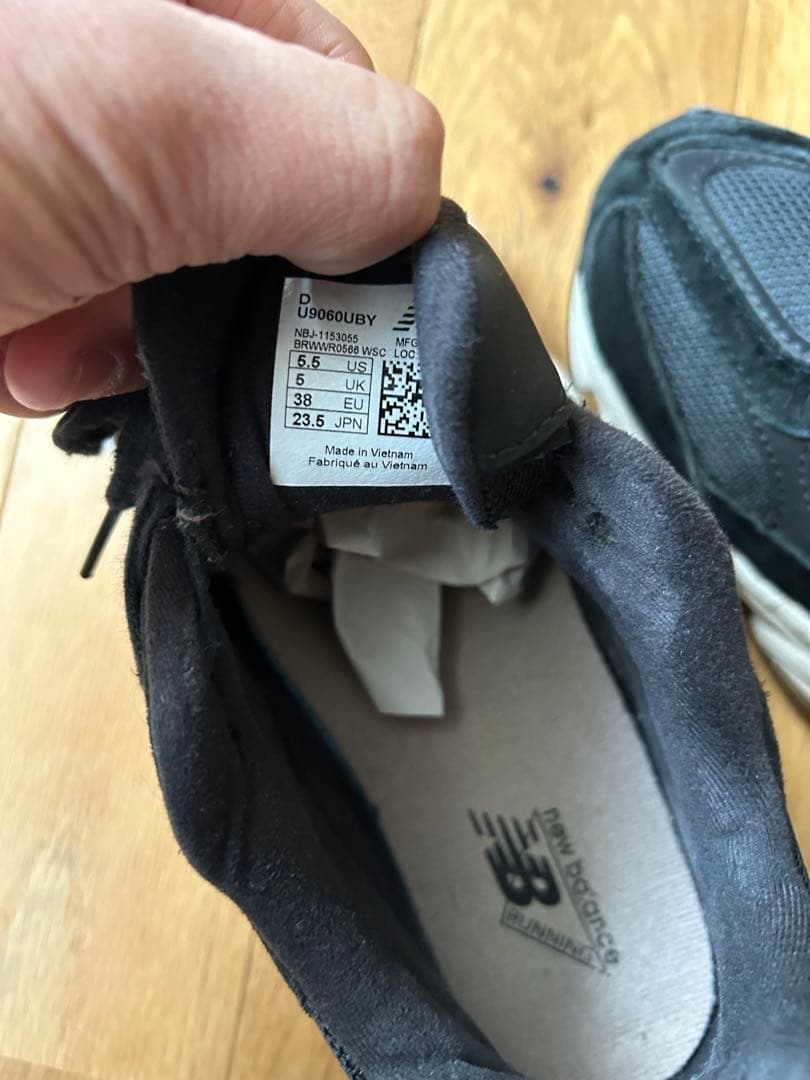 D
U9060UBY
NBJ-1153055 MFG
BRWWR0566 WSC LOC
5.5 US
5 UK
38 EU
23.5 JPN
Made in Vietnam
Fabriqué au Vietnam
new balance
RUNNING